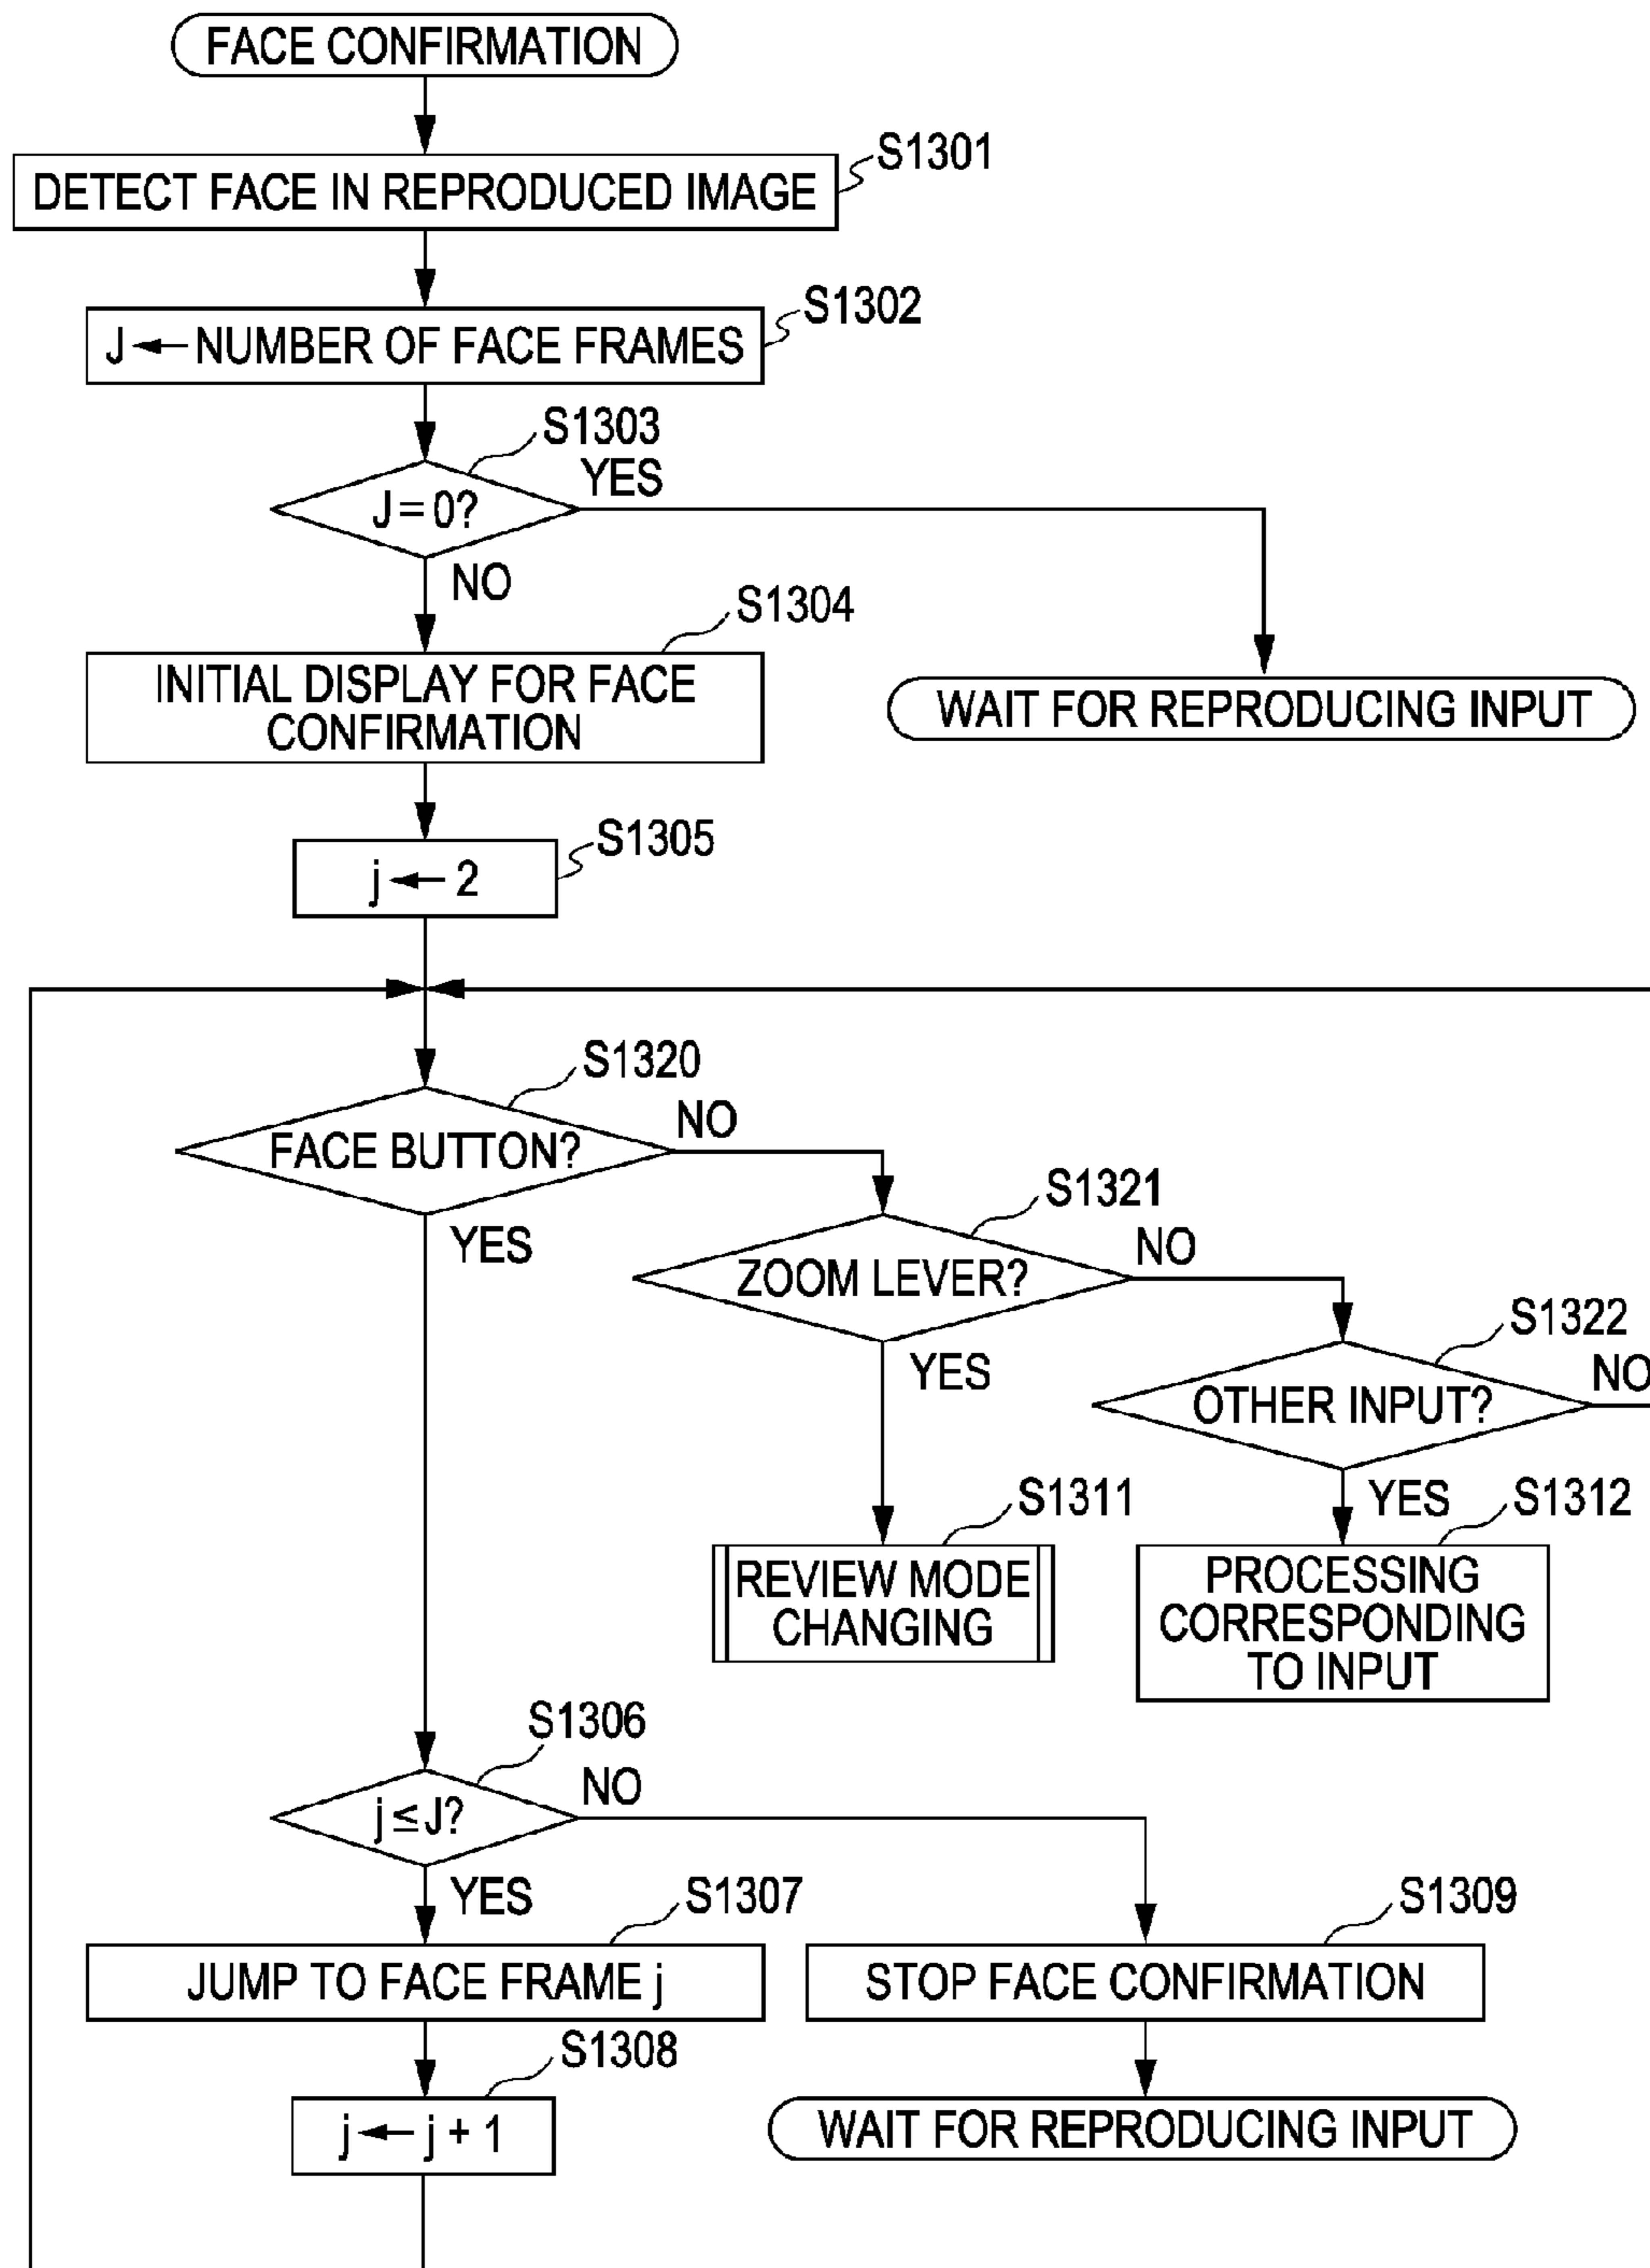 FACE CONFIRMATION
S1301
DETECT FACE IN REPRODUCED IMAGE
S1302
J ← NUMBER OF FACE FRAMES
S1303
J = 0?
YES
NO
S1304
INITIAL DISPLAY FOR FACE
CONFIRMATION
WAIT FOR REPRODUCING INPUT
S1305
j ← 2
S1320
FACE BUTTON?
NO
YES
S1321
ZOOM LEVER?
NO
YES
S1322
OTHER INPUT?
NO
YES
S1311
REVIEW MODE
CHANGING
S1312
PROCESSING
CORRESPONDING
TO INPUT
S1306
j ≤ J?
NO
YES
S1307
JUMP TO FACE FRAME j
S1309
STOP FACE CONFIRMATION
S1308
j ← j + 1
WAIT FOR REPRODUCING INPUT